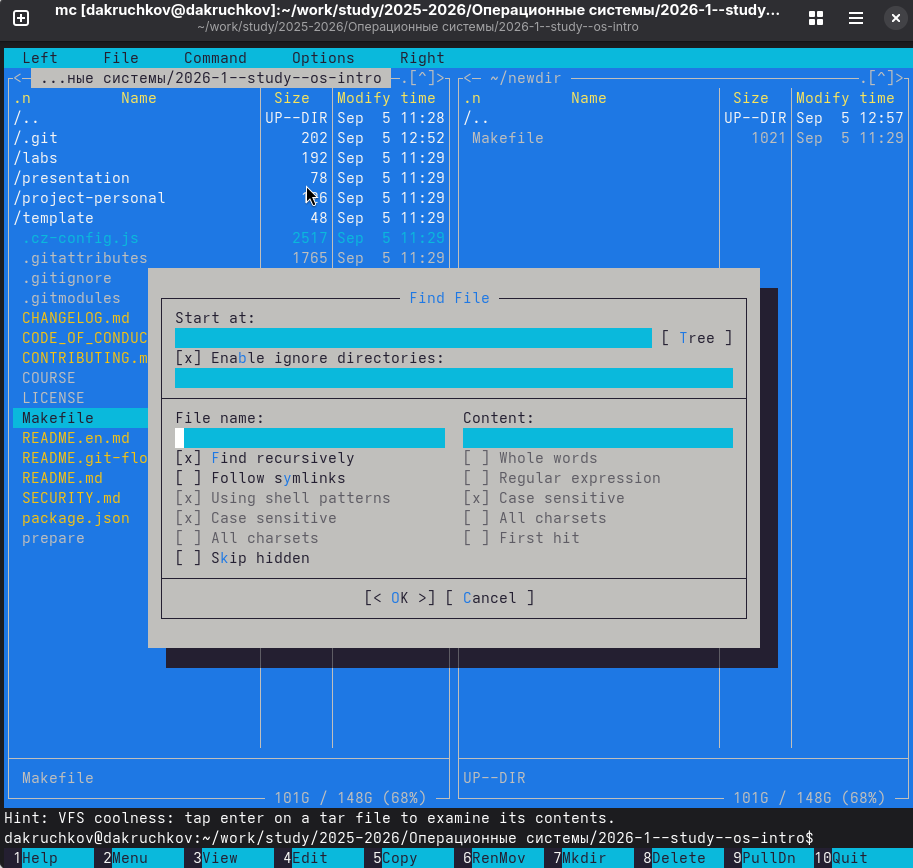 mc [dakruchkov@dakruchkov]:~/work/study/2025-2026/Операционные системы/2026-1--study...
~/work/study/2025-2026/Операционные системы/2026-1--study--os-intro
Left File Command Options Right
<— ...ные системы/2026-1--study--os-intro —.[^]> <— ~/newdir —.[^]>
.n Name Size Modify time .n Name Size Modify time
/.. UP--DIR Sep 5 11:28 /.. UP--DIR Sep 5 12:57
/.git 202 Sep 5 12:52 Makefile 1021 Sep 5 11:29
/labs 192 Sep 5 11:29
/presentation 78 Sep 5 11:29
/project-personal Sep 5 11:29
/template 48 Sep 5 11:29
.cz-config.js 2517 Sep 5 11:29
.gitattributes 1765 Sep 5 11:29
.gitignore
.gitmodules Find File
CHANGELOG.md Start at:
CODE_OF_CONDUC [ Tree ]
CONTRIBUTING.m [x] Enable ignore directories:
COURSE
LICENSE
Makefile File name: Content:
README.en.md
README.git-flo [x] Find recursively [ ] Whole words
README.md [ ] Follow symlinks [ ] Regular expression
SECURITY.md [x] Using shell patterns [x] Case sensitive
package.json [x] Case sensitive [ ] All charsets
prepare [ ] All charsets [ ] First hit
[ ] Skip hidden
[< OK >] [ Cancel ]
Makefile UP--DIR
101G / 148G (68%) 101G / 148G (68%)
Hint: VFS coolness: tap enter on a tar file to examine its contents.
dakruchkov@dakruchkov:~/work/study/2025-2026/Операционные системы/2026-1--study--os-intro$
1Help 2Menu 3View 4Edit 5Copy 6RenMov 7Mkdir 8Delete 9PullDn 10Quit